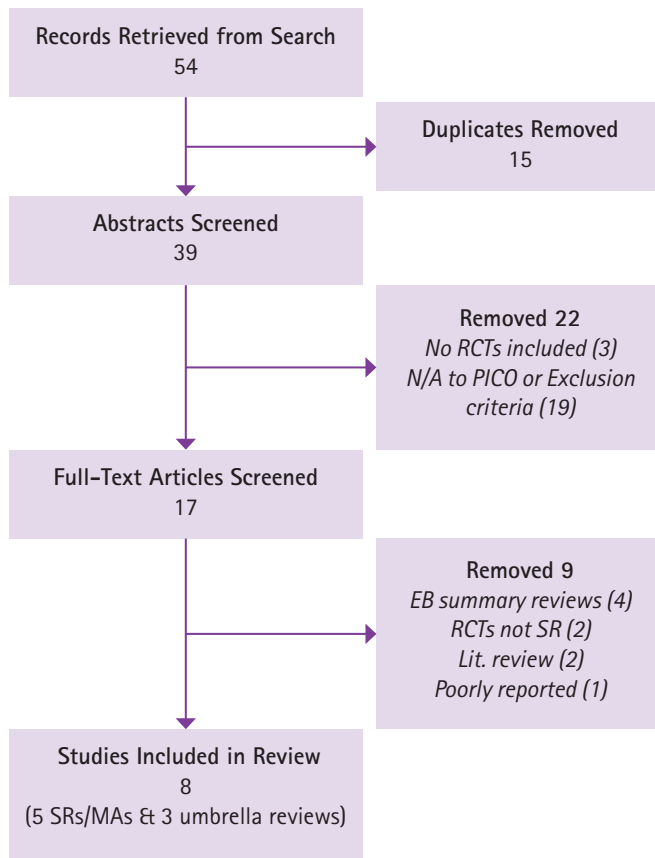 Records Retrieved from Search
54
Duplicates Removed
15
Abstracts Screened
39
Removed 22
No RCTs included (3)
N/A to PICO or Exclusion
criteria (19)
Full-Text Articles Screened
17
Removed 9
EB summary reviews (4)
RCTs not SR (2)
Lit. review (2)
Poorly reported (1)
Studies Included in Review
8
(5 SRs/MAs & 3 umbrella reviews)